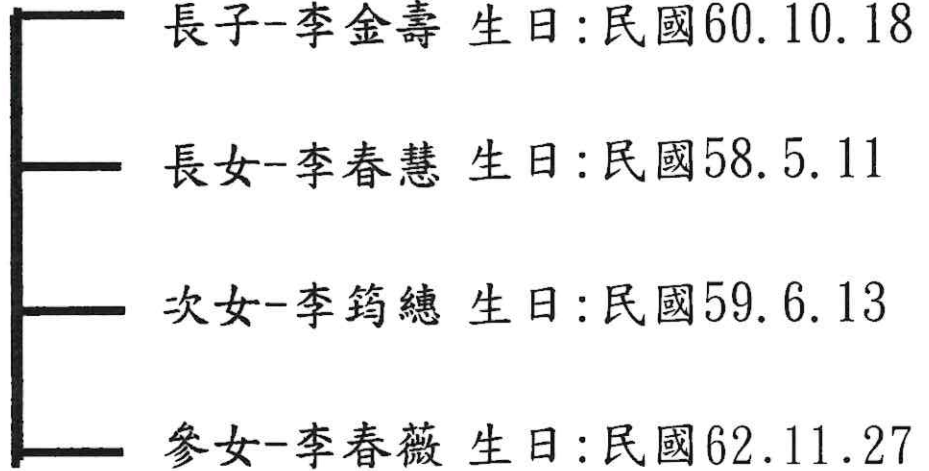 長子-李金壽 生日:民國60.10.18
長女-李春慧 生日:民國58.5.11
次女-李筠繐 生日:民國59.6.13
參女-李春薇 生日:民國62.11.27